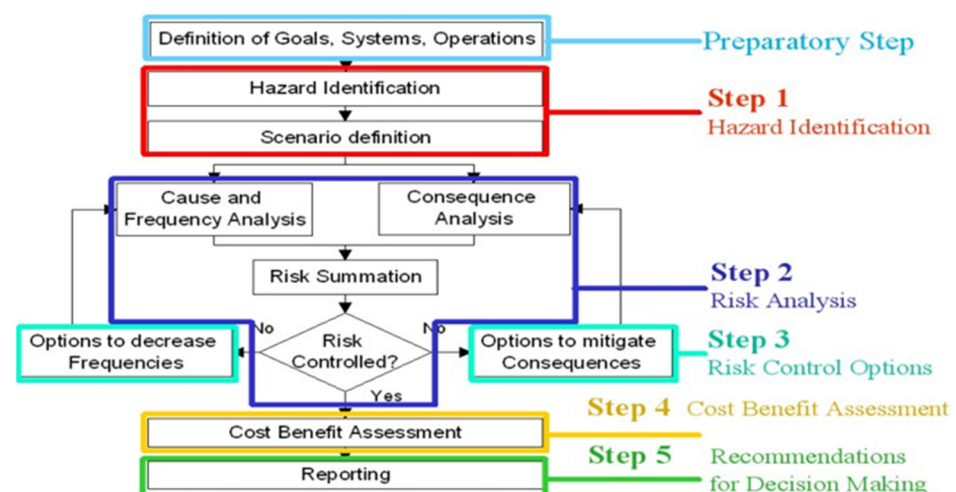 Definition of Goals, Systems, Operations
Preparatory Step
Hazard Identification
Step 1
Hazard Identification
Scenario definition
Cause and
Frequency Analysis
Consequence
Analysis
Risk Summation
Step 2
Risk Analysis
No
No
Options to decrease
Frequencies
Risk
Controlled?
Options to mitigate
Consequences
Step 3
Risk Control Options
Yes
Step 4 Cost Benefit Assessment
Cost Benefit Assessment
Step 5 Recommendations
for Decision Making
Reporting